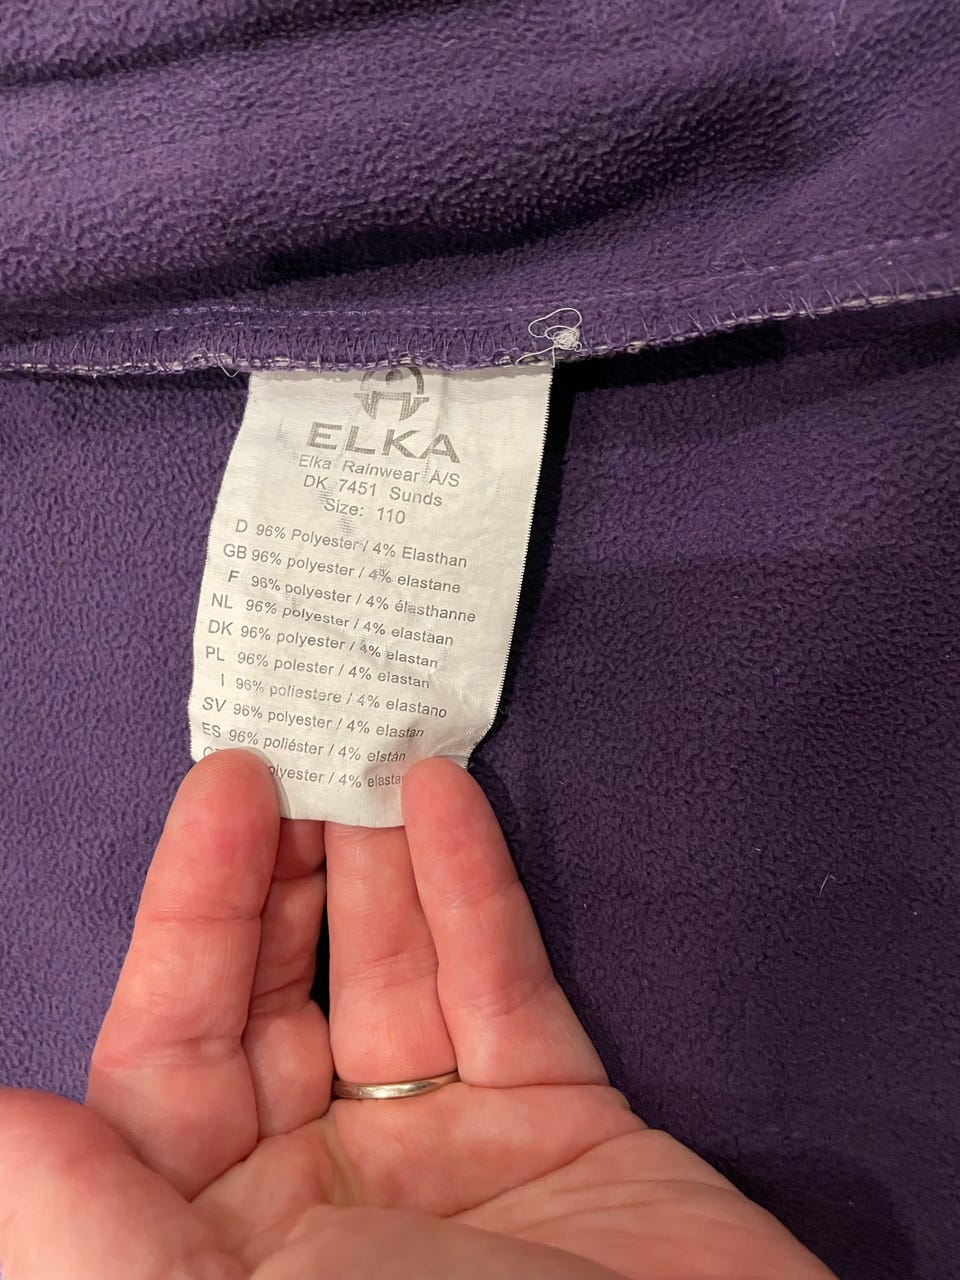 ELKA
Elka Rainwear A/S
DK 7451 Sunds
Size: 110
D 96% Polyester / 4% Elasthan
GB 96% polyester / 4% elastane
F 96% polyester / 4% élasthanne
NL 96% polyester / 4% elastaan
DK 96% polyester / 4% elastan
PL 96% polester / 4% elastan
I 96% poliestere / 4% elastano
SV 96% polyester / 4% elastan
ES 96% poliéster / 4% elstán
/ 4%